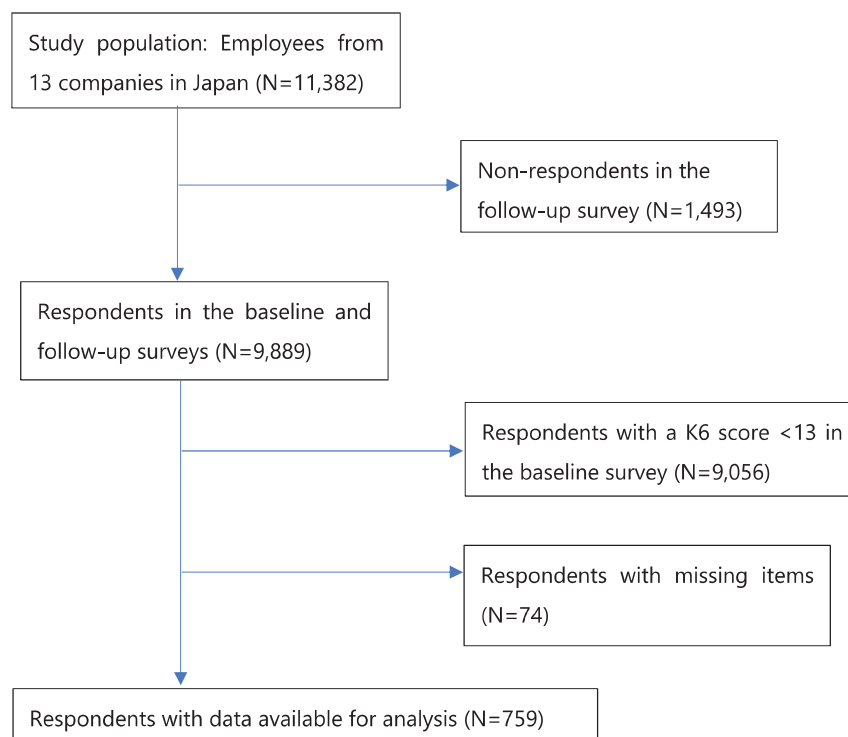 Study population: Employees from
13 companies in Japan (N=11,382)
Non-respondents in the
follow-up survey (N=1,493)
Respondents in the baseline and
follow-up surveys (N=9,889)
Respondents with a K6 score <13 in
the baseline survey (N=9,056)
Respondents with missing items
(N=74)
Respondents with data available for analysis (N=759)